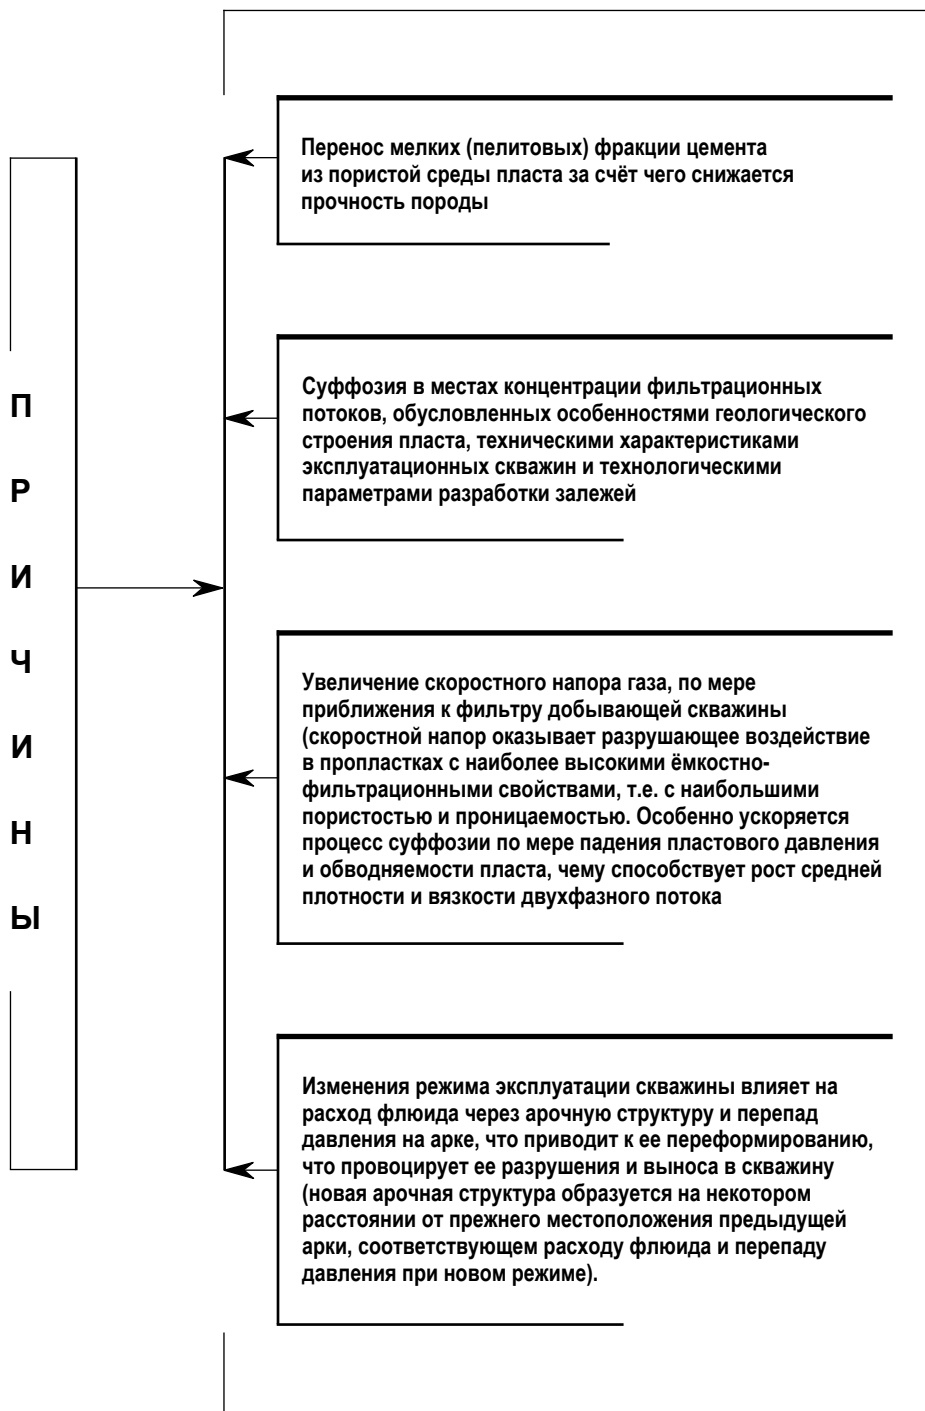 Перенос мелких (пелитовых) фракции цемента
из пористой среды пласта за счёт чего снижается
прочность породы
Суффозия в местах концентрации фильтрационных
потоков, обусловленных особенностями геологического
строения пласта, техническими характеристиками
эксплуатационных скважин и технологическими
параметрами разработки залежей
П
Р
И
Ч
И
Н
Ы
Увеличение скоростного напора газа, по мере
приближения к фильтру добывающей скважины
(скоростной напор оказывает разрушающее воздействие
в пропластках с наиболее высокими ёмкостно-
фильтрационными свойствами, т.е. с наибольшими
пористостью и проницаемостью. Особенно ускоряется
процесс суффозии по мере падения пластового давления
и обводняемости пласта, чему способствует рост средней
плотности и вязкости двухфазного потока
Изменения режима эксплуатации скважины влияет на
расход флюида через арочную структуру и перепад
давления на арке, что приводит к ее переформированию,
что провоцирует ее разрушения и выноса в скважину
(новая арочная структура образуется на некотором
расстоянии от прежнего местоположения предыдущей
арки, соответствующем расходу флюида и перепаду
давления при новом режиме).